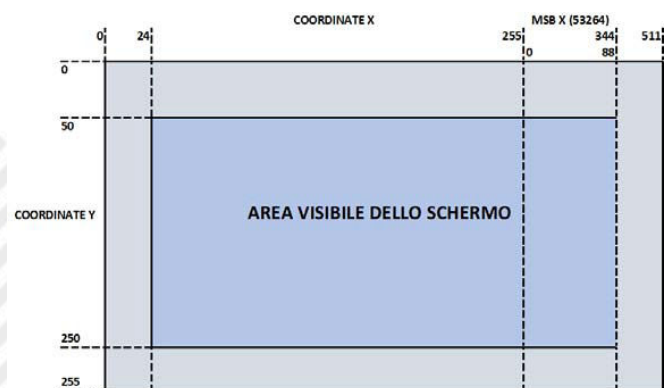 COORDINATE X
MSB X (53264)
0 24 255 344 511
0 88
0
50
COORDINATE Y
AREA VISIBILE DELLO SCHERMO
250
255